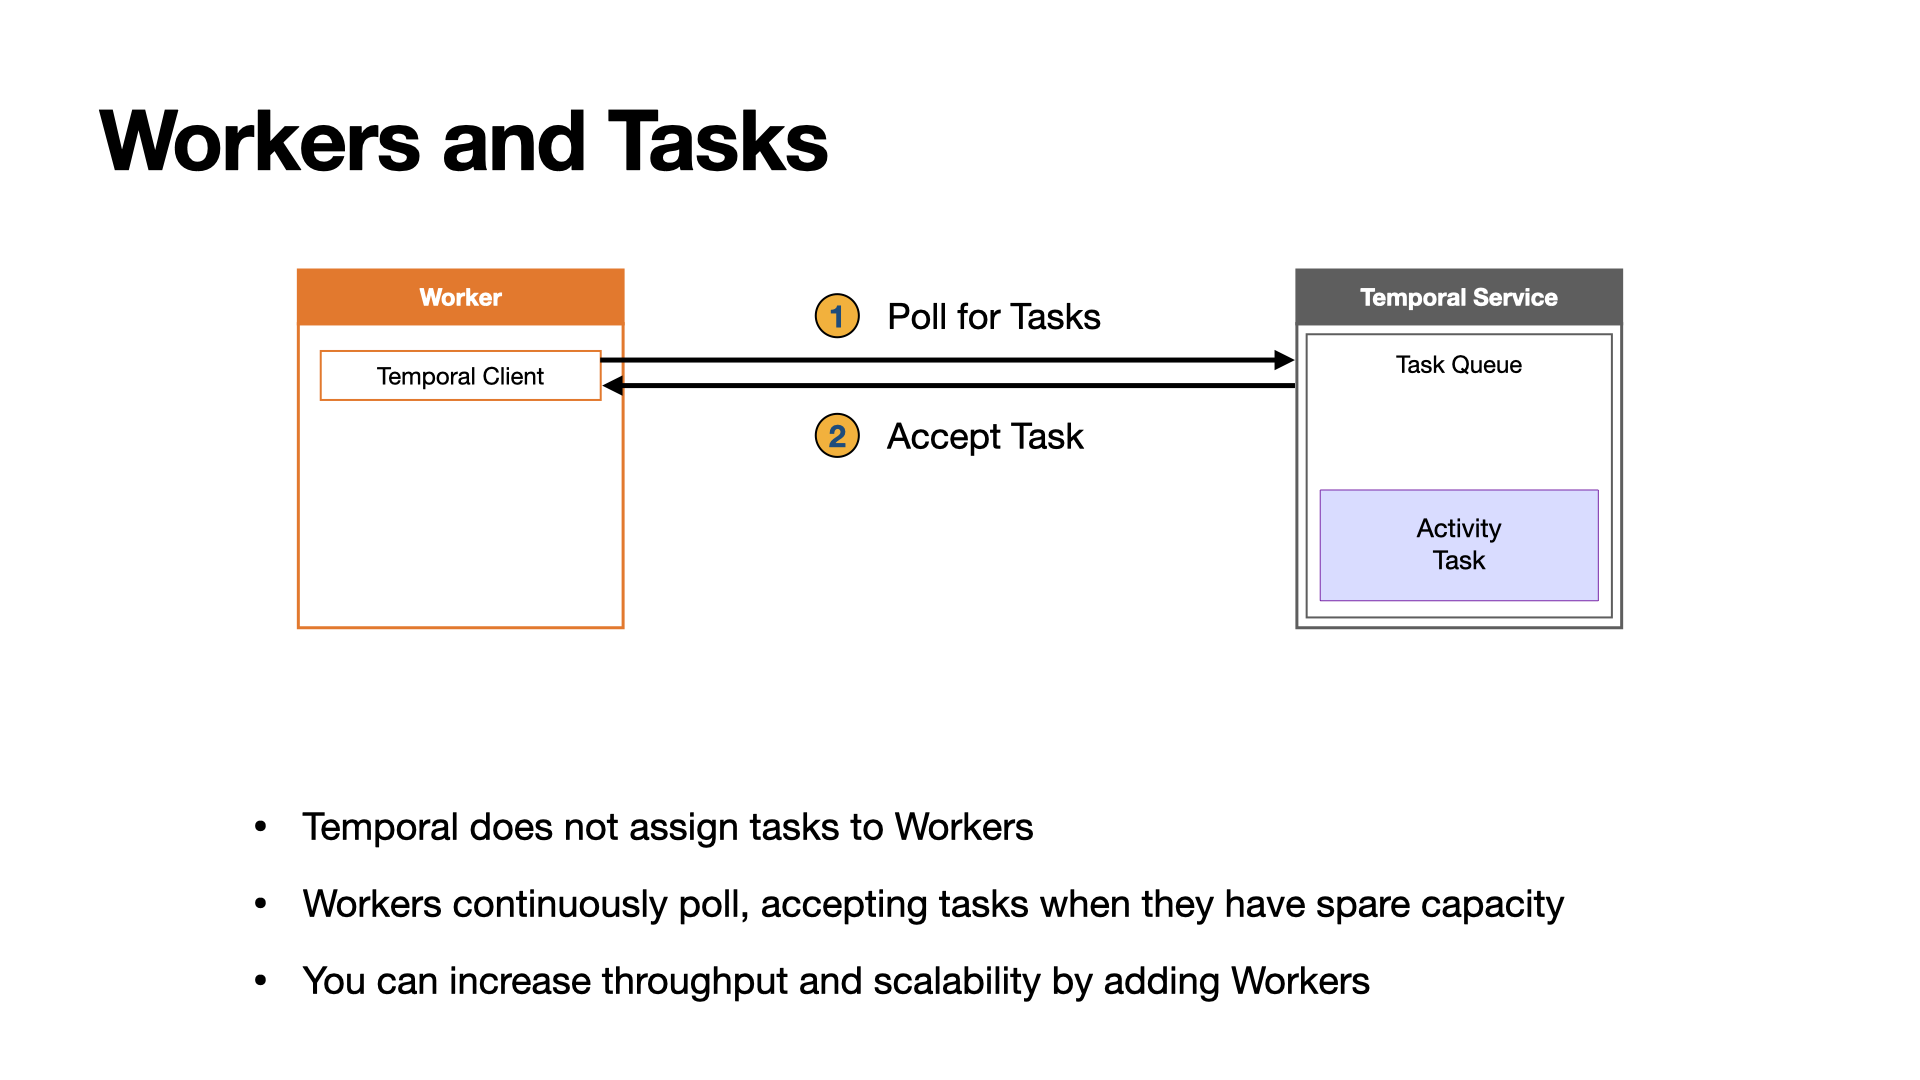 Workers and Tasks
Worker
Temporal Client
1 Poll for Tasks
2 Accept Task
Temporal Service
Task Queue
Activity
Task
• Temporal does not assign tasks to Workers
• Workers continuously poll, accepting tasks when they have spare capacity
• You can increase throughput and scalability by adding Workers